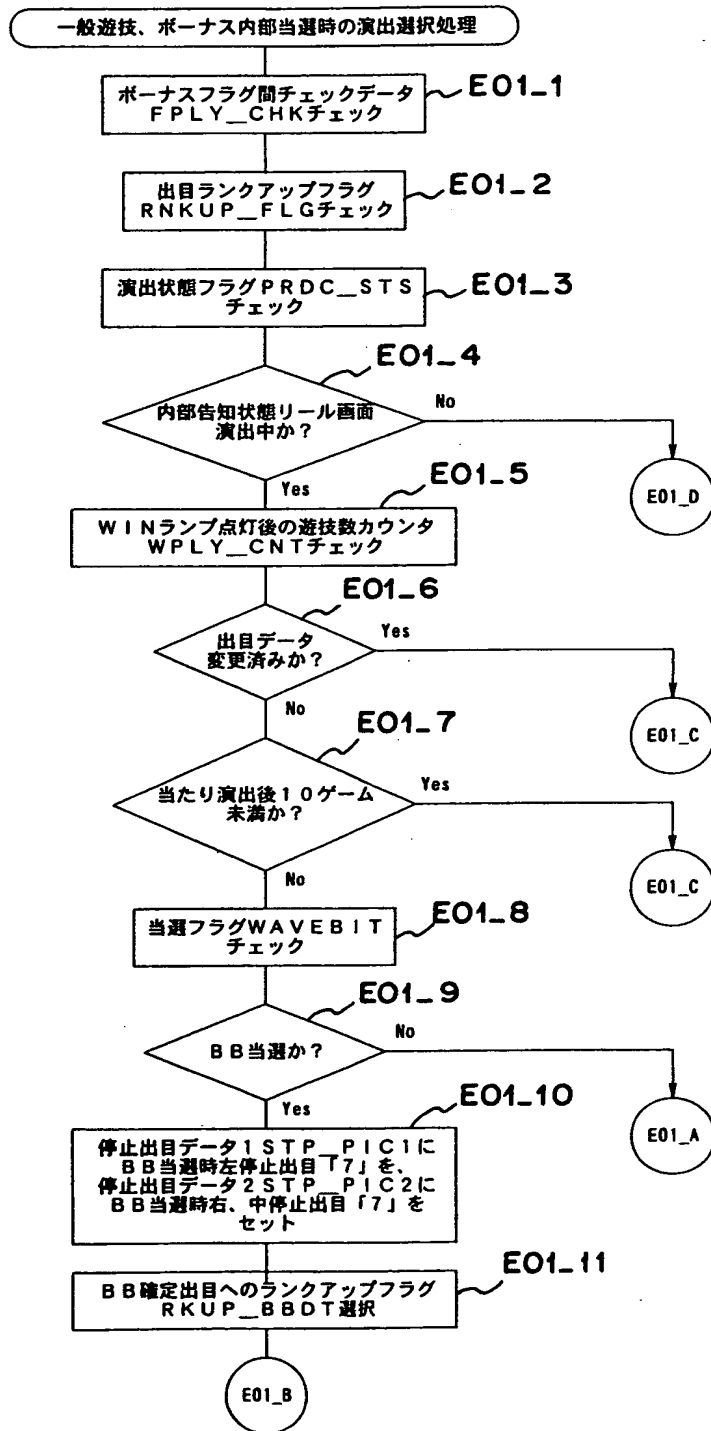 一般遊技、ボーナス内部当選時の演出選択処理
ボーナスフラグ間チェックデータ
FPLY__CHKチェック
E01_1
出目ランクアップフラグ
RNKUP__FLGチェック
E01_2
演出状態フラグPRDC__STS
チェック
E01_3
E01_4
内部告知状態リール画面
演出中か？
No
E01_D
Yes
E01_5
WINランプ点灯後の遊技数カウンタ
WPLY__CNTチェック
E01_6
出目データ
変更済みか？
Yes
E01_C
No
E01_7
当たり演出後10ゲーム
未満か？
Yes
E01_C
No
E01_8
当選フラグWAVEBIT
チェック
E01_9
BB当選か？
No
E01_A
Yes
E01_10
停止出目データ1STP__PIC1に
BB当選時左停止出目「7」を、
停止出目データ2STP__PIC2に
BB当選時右、中停止出目「7」を
セット
E01_11
BB確定出目へのランクアップフラグ
RKUP__BBDT選択
E01_B